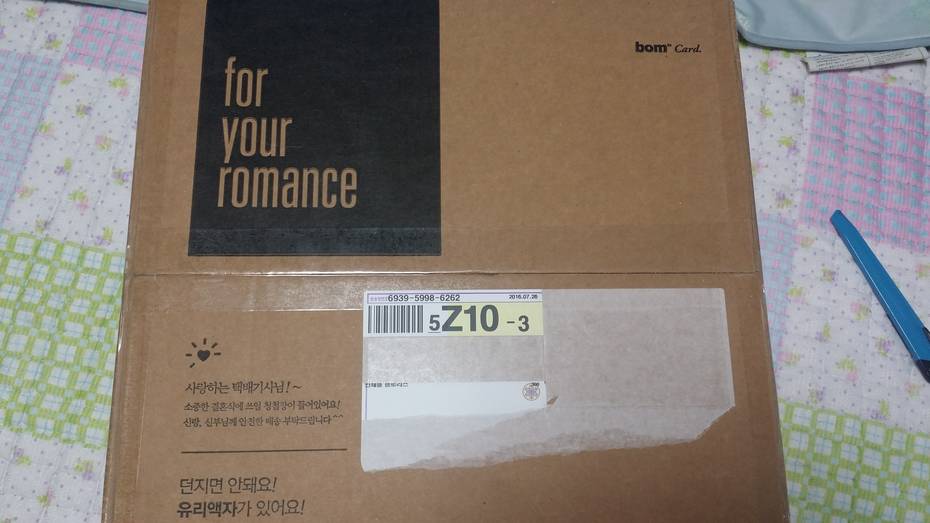 for
your
romance
bom™ Card.
6939-5998-6262
2016.07.26
5Z10 -3
사랑하는 택배기사님! ~
소중한 결혼식에 쓰일 청첩장이 들어있어요!
신랑, 신부님께 안전한 배송 부탁드립니다^^
던지면 안돼요!
유리액자가 있어요!